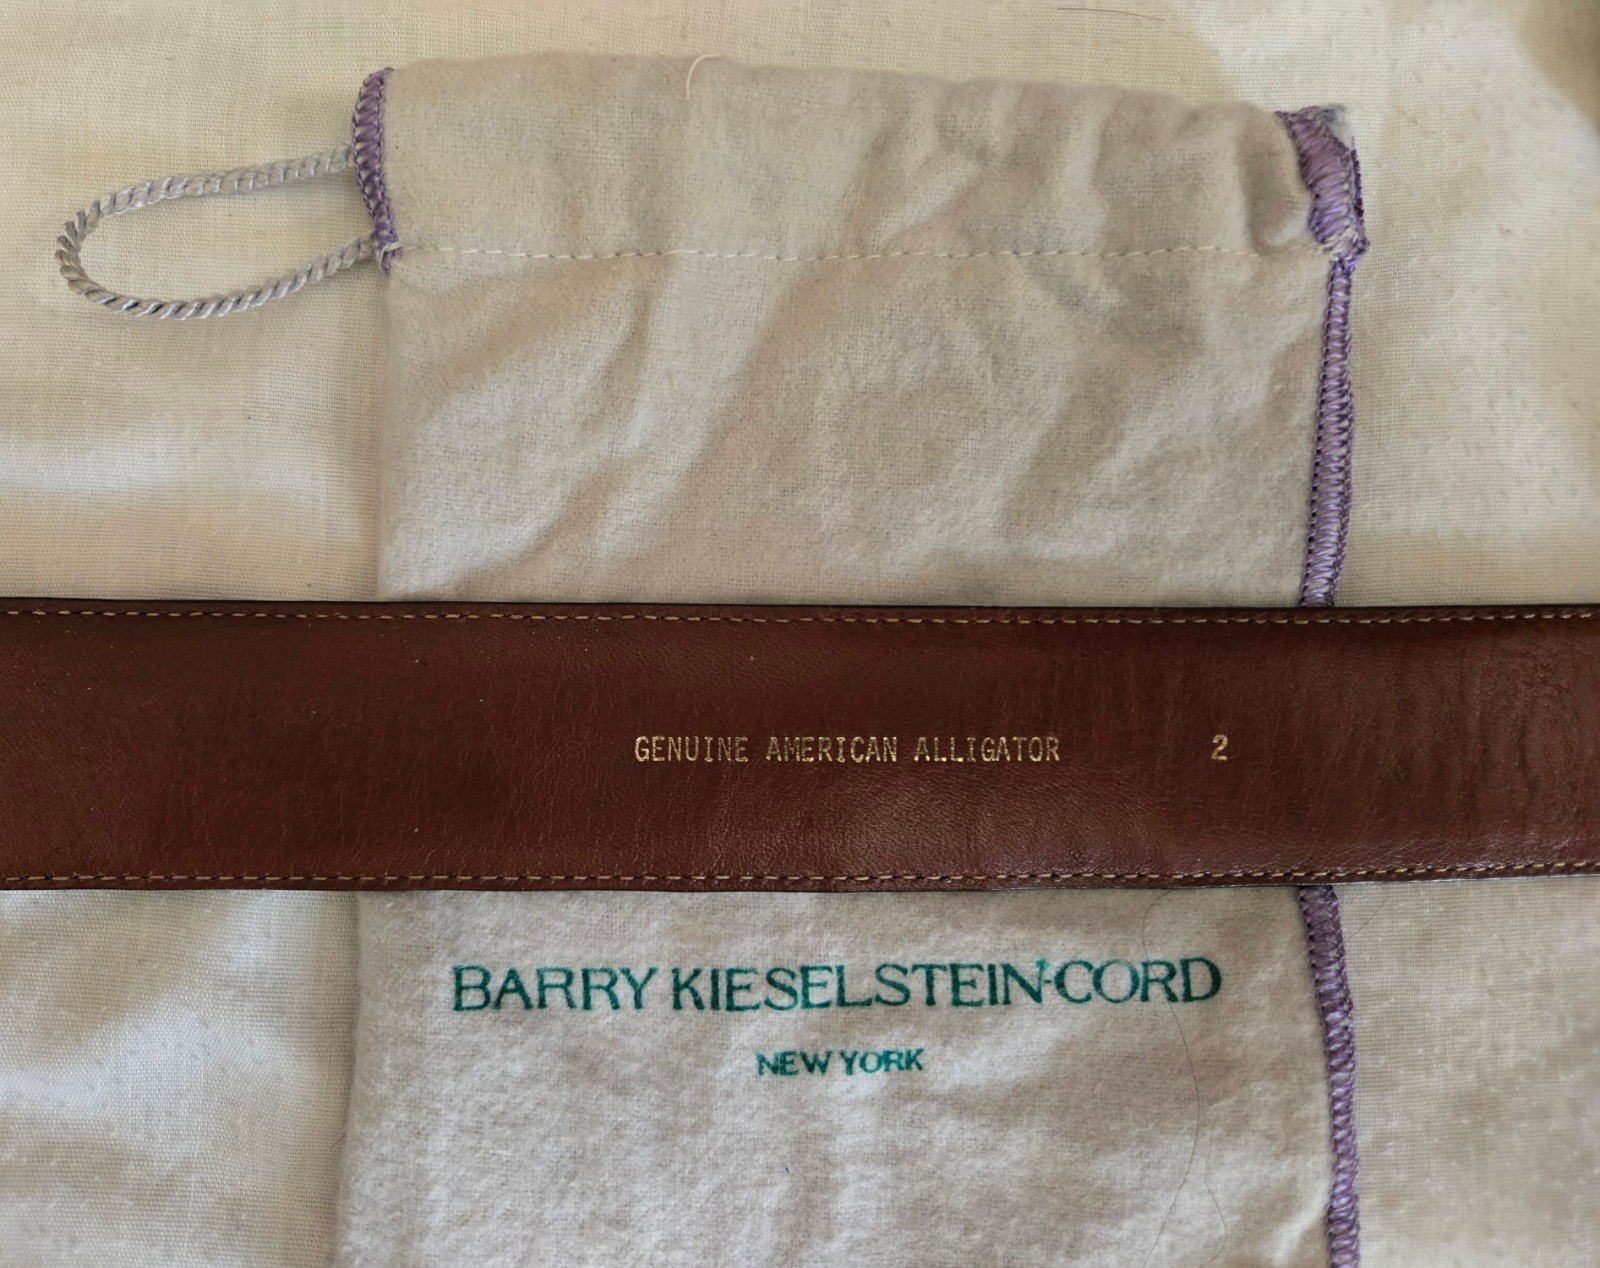 GENUINE AMERICAN ALLIGATOR 2
BARRY KIESELSTEIN-CORD
NEW YORK